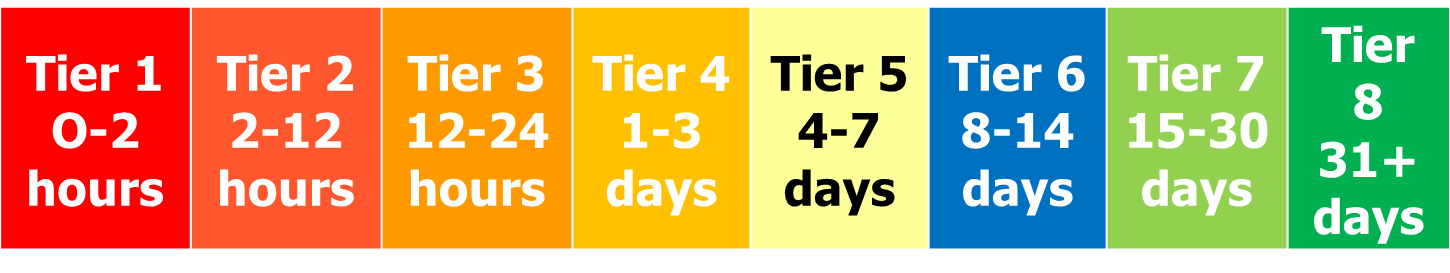 Tier 1
O-2
hours
Tier 2
2-12
hours
Tier 3
12-24
hours
Tier 4
1-3
days
Tier 5
4-7
days
Tier 6
8-14
days
Tier 7
15-30
days
Tier
8
31+
days